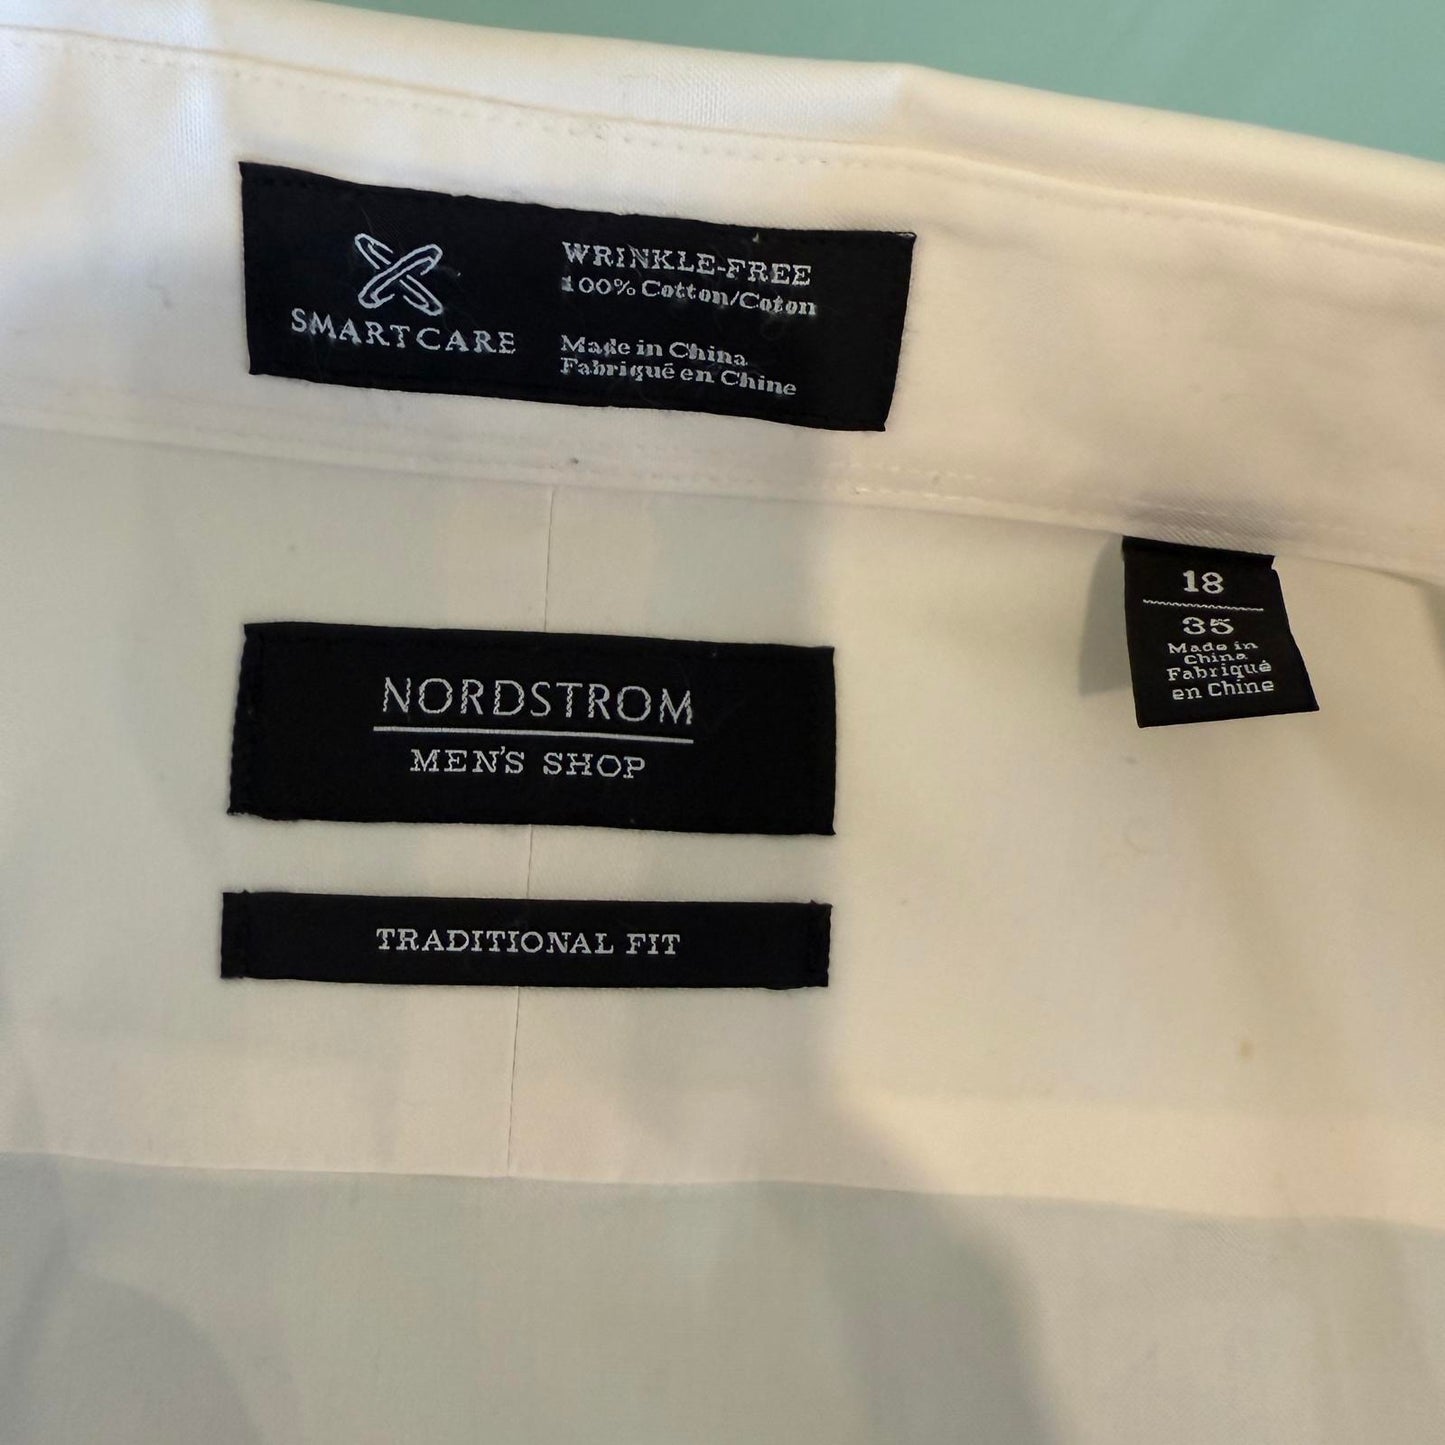 SMARTCARE
WRINKLE-FREE
100% Cotton/Coton
Made in China
Fabriqué en Chine
18
35
Made in
China
Fabriqué
en Chine
NORDSTROM
MEN'S SHOP
TRADITIONAL FIT